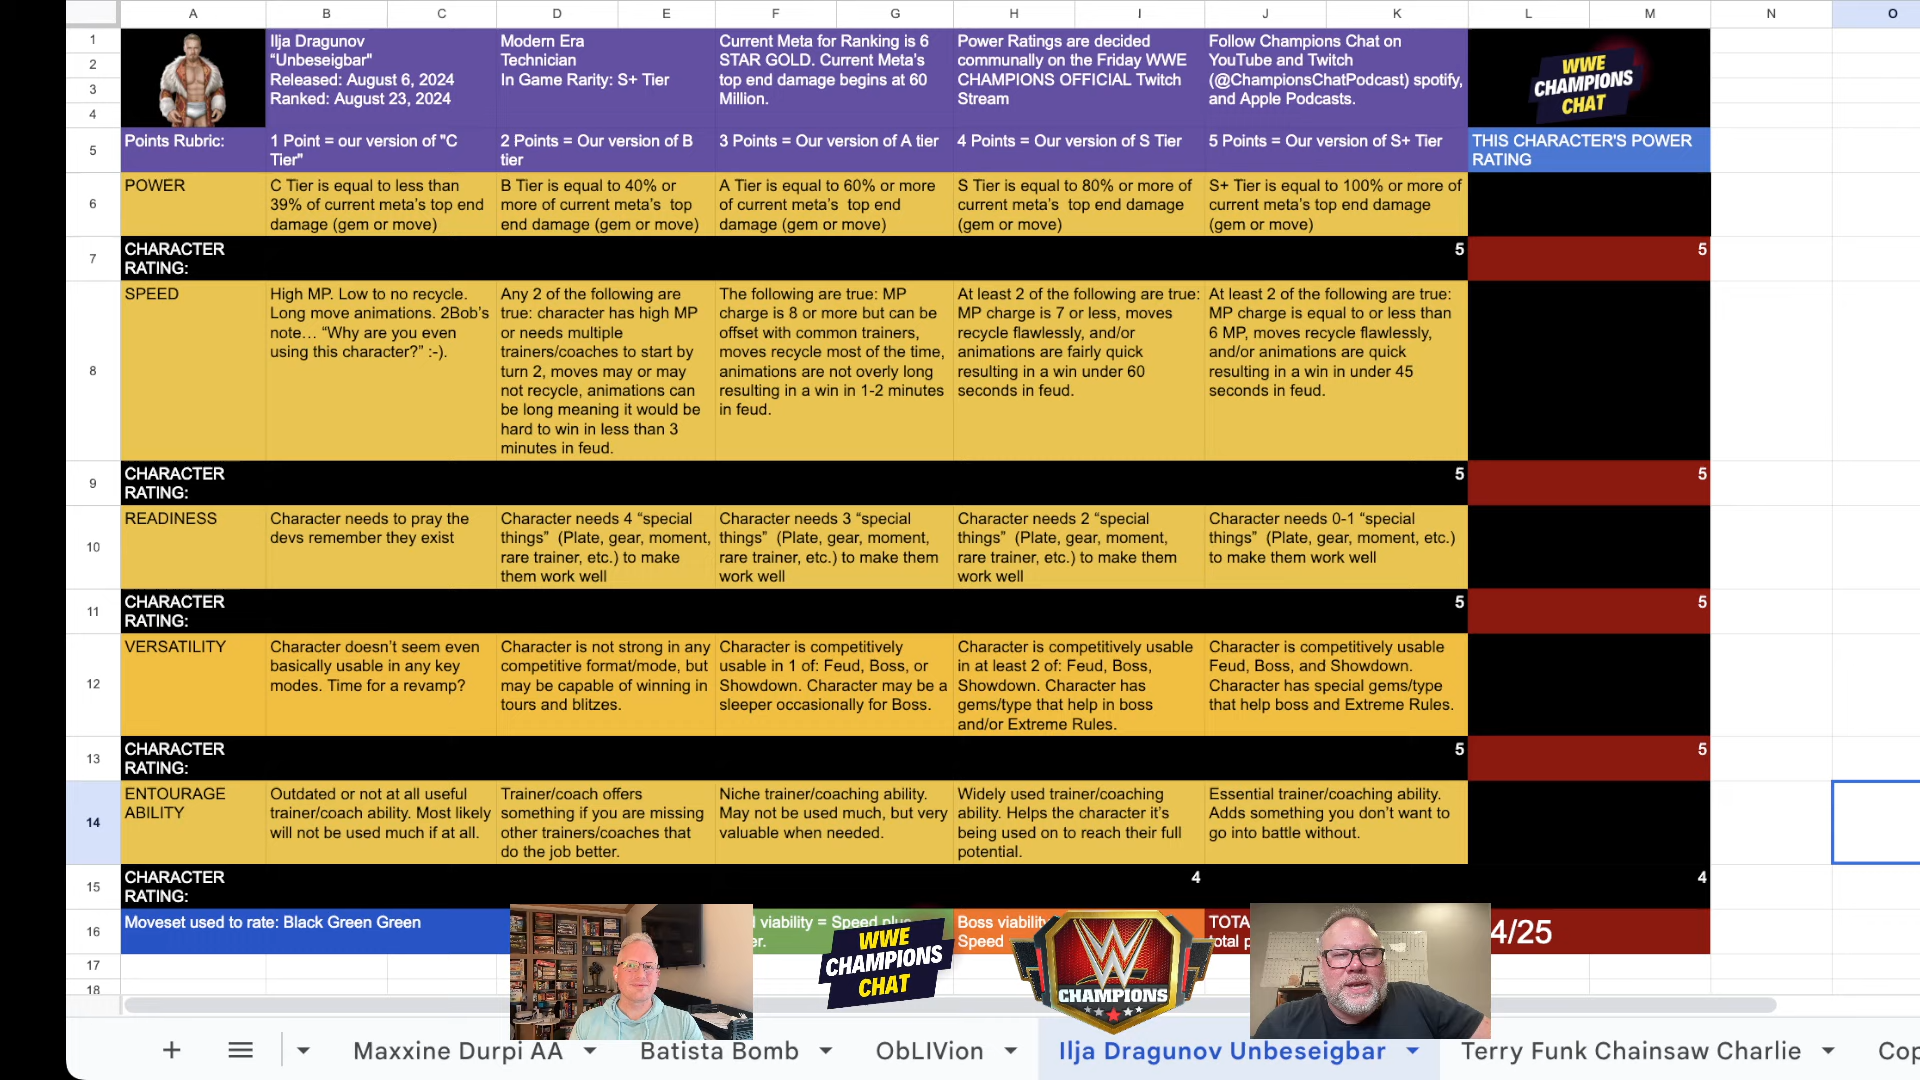 A B C D E F G H I J K L M N O
1
2
3
4
Ilja Dragunov
"Unbeseigbar"
Released: August 6, 2024
Ranked: August 23, 2024
Modern Era
Technician
In Game Rarity: S+ Tier
Current Meta for Ranking is 6
STAR GOLD. Current Meta's
top end damage begins at 60
Million.
Power Ratings are decided
communally on the Friday WWE
CHAMPIONS OFFICIAL Twitch
Stream
Follow Champions Chat on
YouTube and Twitch
(@ChampionsChatPodcast) spotify,
and Apple Podcasts.
WWE
CHAMPIONS
CHAT
5
Points Rubric:
1 Point = our version of "C
Tier"
2 Points = Our version of B
tier
3 Points = Our version of A tier
4 Points = Our version of S Tier
5 Points = Our version of S+ Tier
THIS CHARACTER'S POWER
RATING
6
POWER
C Tier is equal to less than
39% of current meta's top end
damage (gem or move)
B Tier is equal to 40% or
more of current meta's top
end damage (gem or move)
A Tier is equal to 60% or more
of current meta's top end
damage (gem or move)
S Tier is equal to 80% or more of
current meta's top end damage
(gem or move)
S+ Tier is equal to 100% or more of
current meta's top end damage
(gem or move)
7
CHARACTER
RATING:
5
5
8
SPEED
High MP. Low to no recycle.
Long move animations. 2Bob's
note... "Why are you even
using this character?" :-).
Any 2 of the following are
true: character has high MP
or needs multiple
trainers/coaches to start by
turn 2, moves may or may
not recycle, animations can
be long meaning it would be
hard to win in less than 3
minutes in feud.
The following are true: MP
charge is 8 or more but can be
offset with common trainers,
moves recycle most of the time,
animations are not overly long
resulting in a win in 1-2 minutes
in feud.
At least 2 of the following are true:
MP charge is 7 or less, moves
recycle flawlessly, and/or
animations are fairly quick
resulting in a win under 60
seconds in feud.
At least 2 of the following are true:
MP charge is equal to or less than
6 MP, moves recycle flawlessly,
and/or animations are quick
resulting in a win in under 45
seconds in feud.
9
CHARACTER
RATING:
5
5
10
READINESS
Character needs to pray the
devs remember they exist
Character needs 4 “special
things” (Plate, gear, moment,
rare trainer, etc.) to make
them work well
Character needs 3 “special
things” (Plate, gear, moment,
rare trainer, etc.) to make them
work well
Character needs 2 “special
things” (Plate, gear, moment,
rare trainer, etc.) to make them
work well
Character needs 0-1 “special
things” (Plate, gear, moment, etc.)
to make them work well
11
CHARACTER
RATING:
5
5
12
VERSATILITY
Character doesn't seem even
basically usable in any key
modes. Time for a revamp?
Character is not strong in any
competitive format/mode, but
may be capable of winning in
tours and blitzes.
Character is competitively
usable in 1 of: Feud, Boss, or
Showdown. Character may be a
sleeper occasionally for Boss.
Character is competitively usable
in at least 2 of: Feud, Boss,
Showdown. Character has
gems/type that help in boss
and/or Extreme Rules.
Character is competitively usable
Feud, Boss, and Showdown.
Character has special gems/type
that help boss and Extreme Rules.
13
CHARACTER
RATING:
5
5
14
ENTOURAGE
ABILITY
Outdated or not at all useful
trainer/coach ability. Most likely
will not be used much if at all.
Trainer/coach offers
something if you are missing
other trainers/coaches that
do the job better.
Niche trainer/coaching ability.
May not be used much, but very
valuable when needed.
Widely used trainer/coaching
ability. Helps the character it's
being used on to reach their full
potential.
Essential trainer/coaching ability.
Adds something you don't want to
go into battle without.
15
CHARACTER
RATING:
4
4
16
Moveset used to rate: Black Green Green
viability = Speed plus
er.
Boss viability
Speed
TOTA
total p
4/25
WWE
CHAMPIONS
CHAT
W
CHAMPIONS
17
18
+ Maxxine Durpi AA Batista Bomb ObLIVion Ilja Dragunov Unbeseigbar Terry Funk Chainsaw Charlie Cop